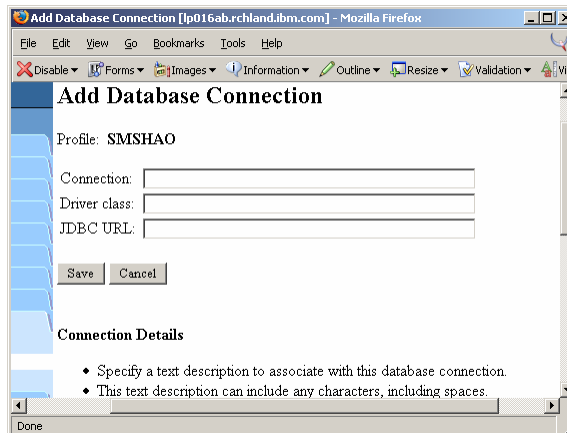 Add Database Connection [lp016ab.rchland.ibm.com] - Mozilla Firefox
File Edit View Go Bookmarks Tools Help
Disable Forms Images Information Outline Resize Validation Vi
Add Database Connection
Profile: SMSHAO
Connection:
Driver class:
JDBC URL:
Save Cancel
Connection Details
• Specify a text description to associate with this database connection.
• This text description can include any characters, including spaces.
Done